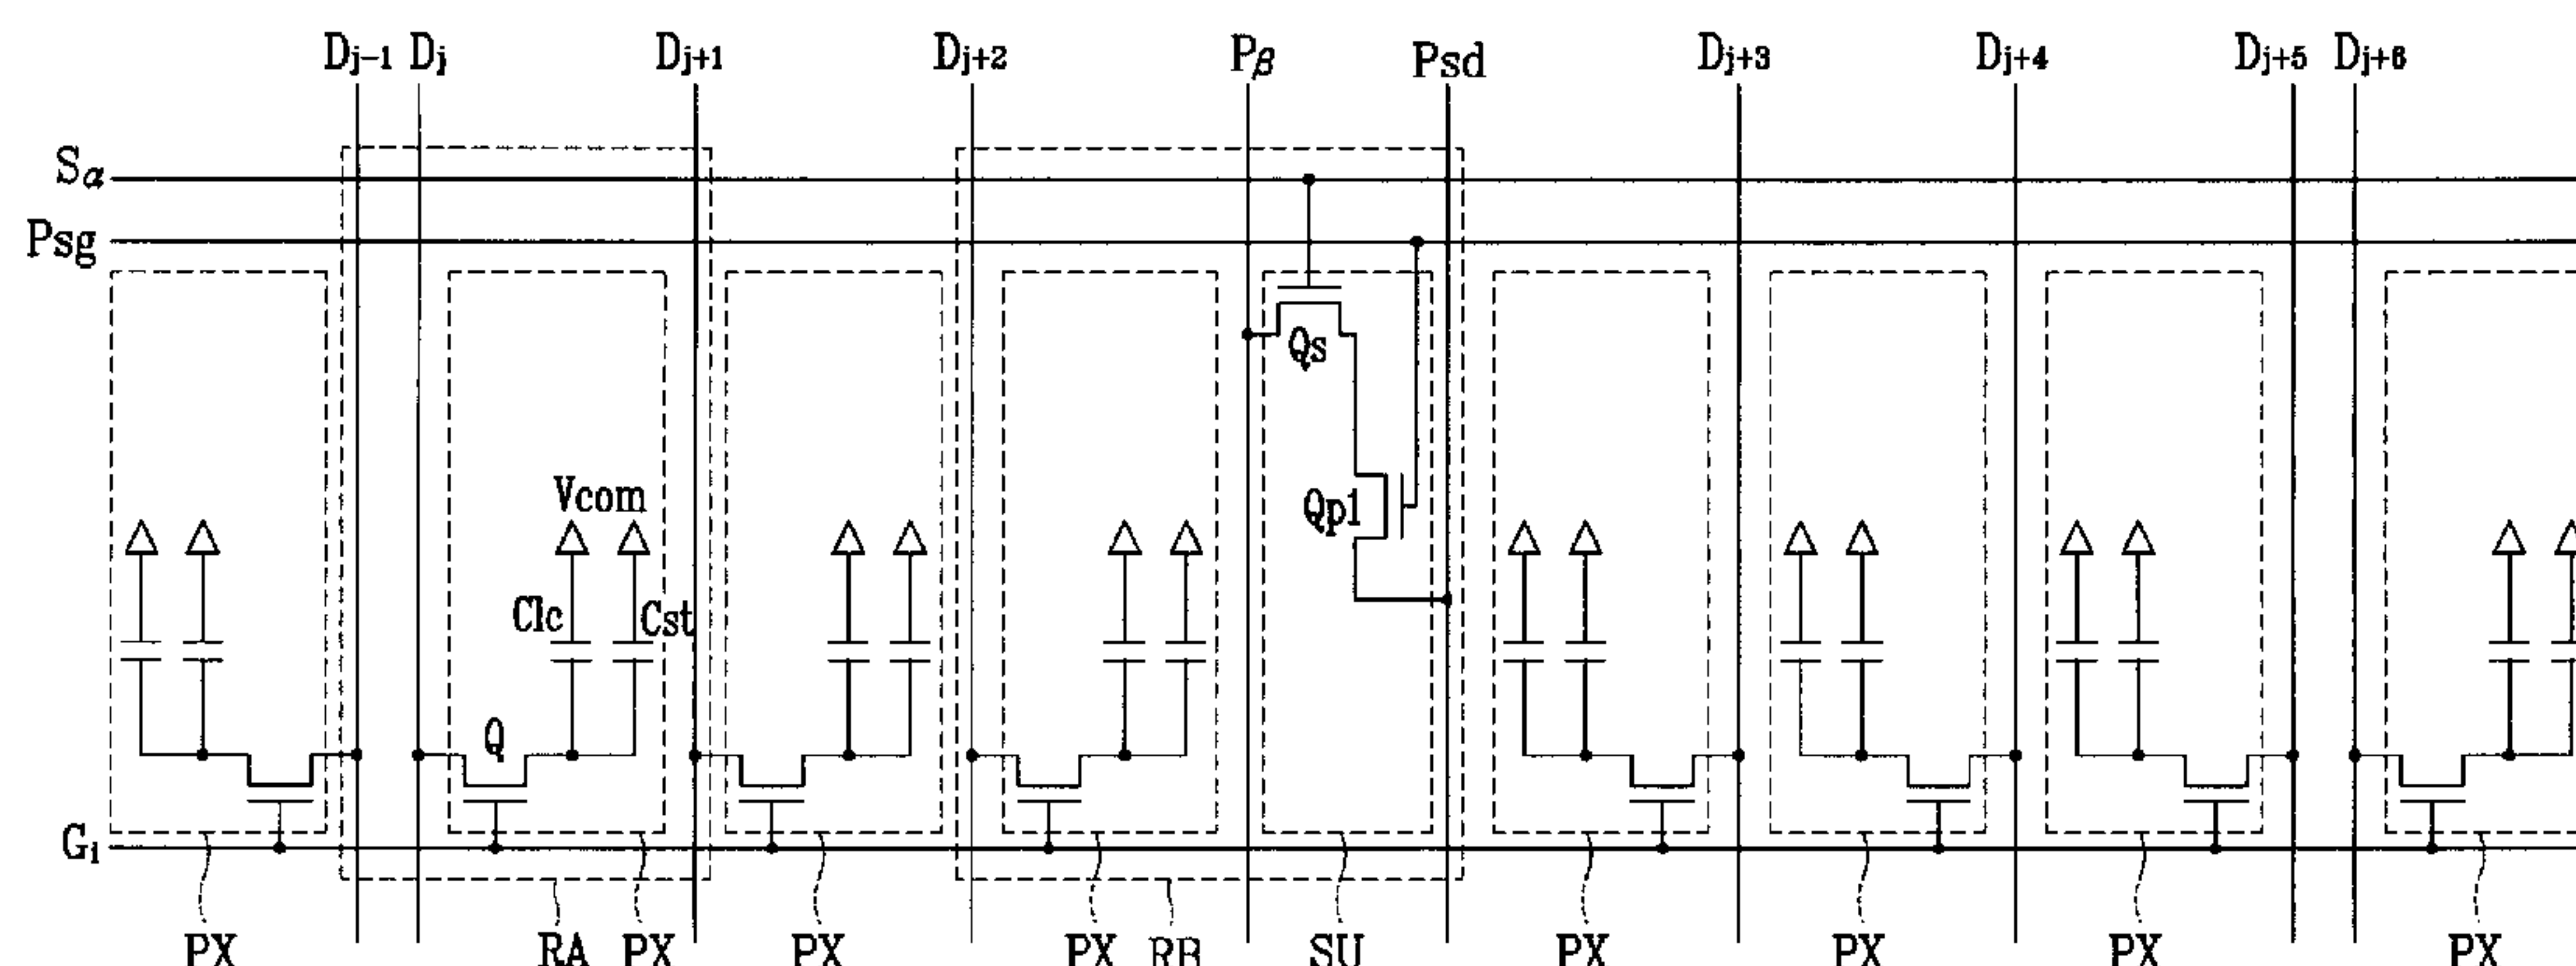 Dj-1 Dj Dj+1 Dj+2 Pβ Psd Dj+3 Dj+4 Dj+5 Dj+6
Sα
Psg
Qs
Vcom
Qp1
Clc Cst
Q
Gi
PX RA PX PX PX RB SU PX PX PX PX